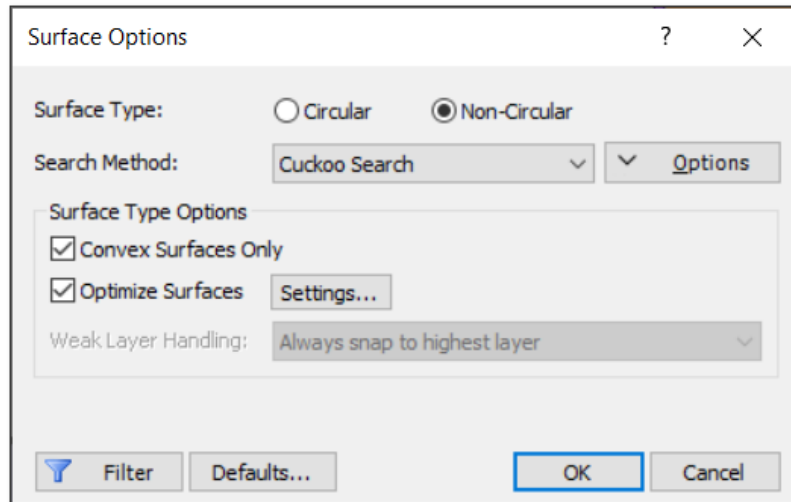 Surface Options ?
Surface Type: Circular Non-Circular
Search Method: Cuckoo Search Options
Surface Type Options
Convex Surfaces Only
Optimize Surfaces Settings...
Weak Layer Handling: Always snap to highest layer
Filter Defaults... OK Cancel